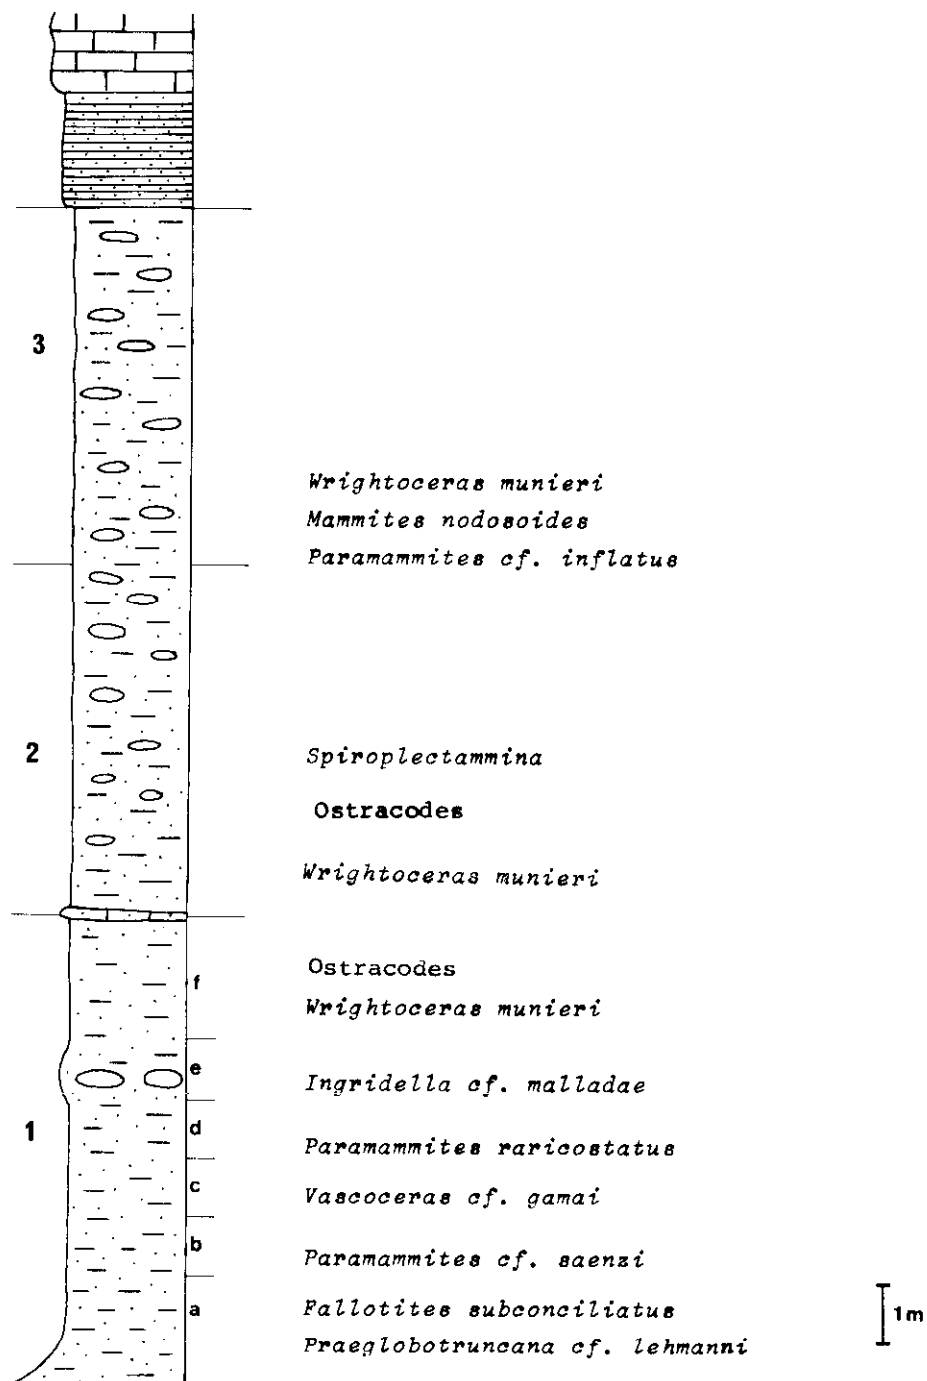 3
Wrightoceras munieri
Mammites nodosoides
Paramammites cf. inflatus
2
Spiroplectammina
Ostracodes
Wrightoceras munieri
Ostracodes
f
Wrightoceras munieri
e
Ingridella cf. malladae
1
d
Paramammites raricostatus
c
Vascoceras cf. gamai
b
Paramammites cf. saenzi
a
Fallotites subconciliatus
1m
Praeglobotruncana cf. lehmanni